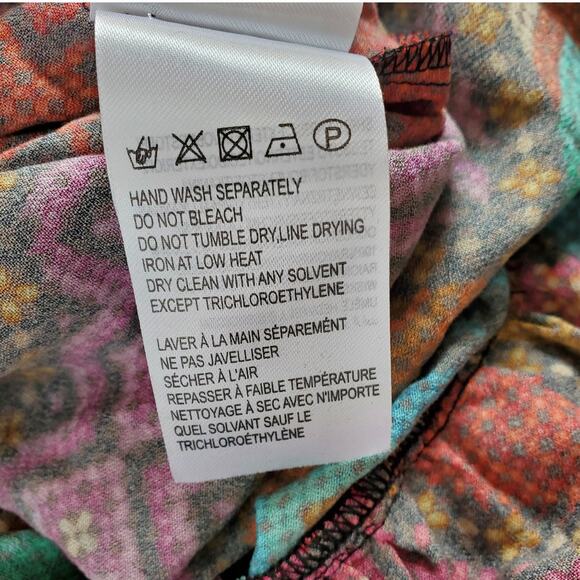 P
HAND WASH SEPARATELY
DO NOT BLEACH
DO NOT TUMBLE DRY,LINE DRYING
IRON AT LOW HEAT
DRY CLEAN WITH ANY SOLVENT
EXCEPT TRICHLOROETHYLENE
LAVER À LA MAIN SÉPAREMÉNT
NE PAS JAVELLISER
SÉCHER À L'AIR
REPASSER À FAIBLE TEMPÉRATURE
NETTOYAGE À SEC AVEC N'IMPORTE
QUEL SOLVANT SAUF LE
TRICHLOROÉTHYLÈNE